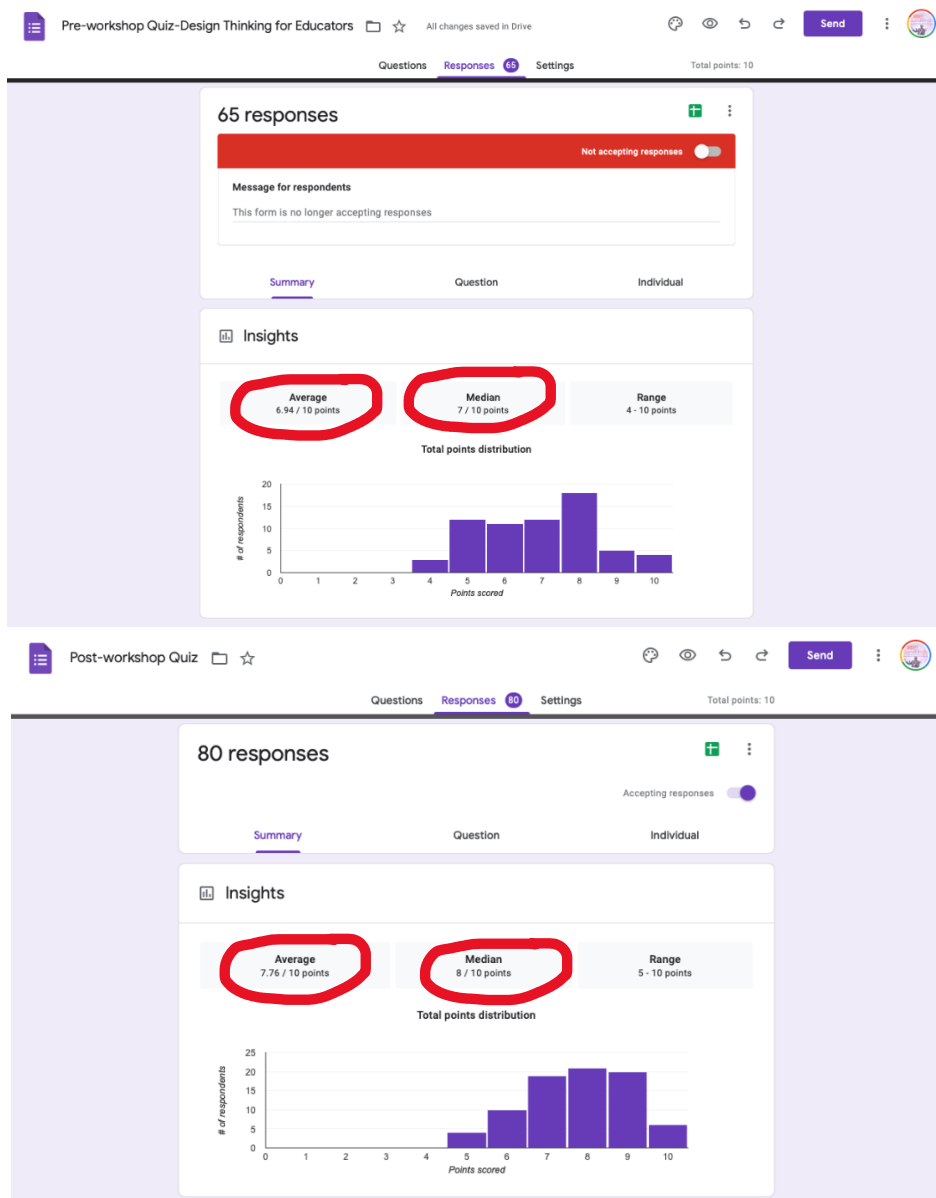 Pre-workshop Quiz-Design Thinking for Educators All changes saved in Drive Send
Questions Responses 65 Settings Total points: 10
65 responses
Not accepting responses
Message for respondents
This form is no longer accepting responses
Summary Question Individual
Insights
Average Median Range
6.94 / 10 points 7 / 10 points 4 - 10 points
Total points distribution
# of respondents
20
15
10
5
0
0 1 2 3 4 5 6 7 8 9 10
Points scored
Post-workshop Quiz Send
Questions Responses 80 Settings Total points: 10
80 responses
Accepting responses
Summary Question Individual
Insights
Average Median Range
7.76 / 10 points 8 / 10 points 5 - 10 points
Total points distribution
# of respondents
25
20
15
10
5
0
0 1 2 3 4 5 6 7 8 9 10
Points scored